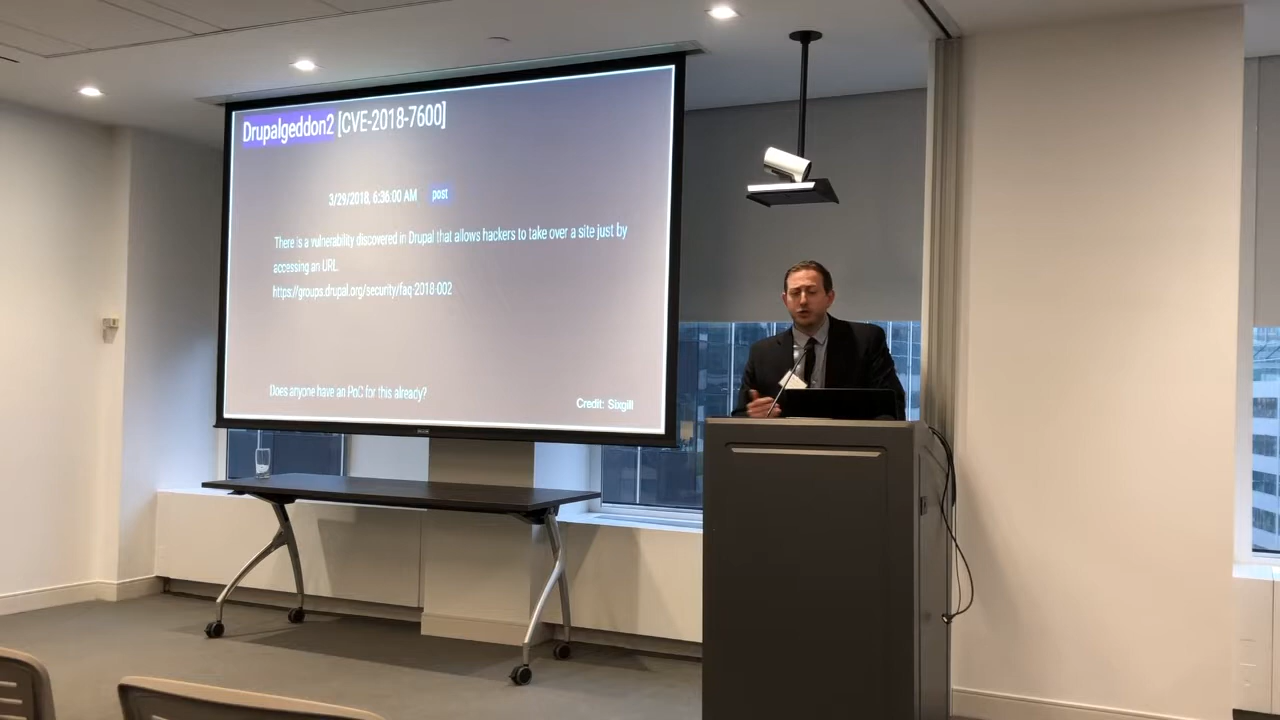 Drupalgeddon2 [CVE-2018-7600]
3/29/2018, 6:36:00 AM post
There is a vulnerability discovered in Drupal that allows hackers to take over a site just by
accessing an URL.
https://groups.drupal.org/security/faq-2018-002
Does anyone have an PoC for this already?
Credit: Sixgill